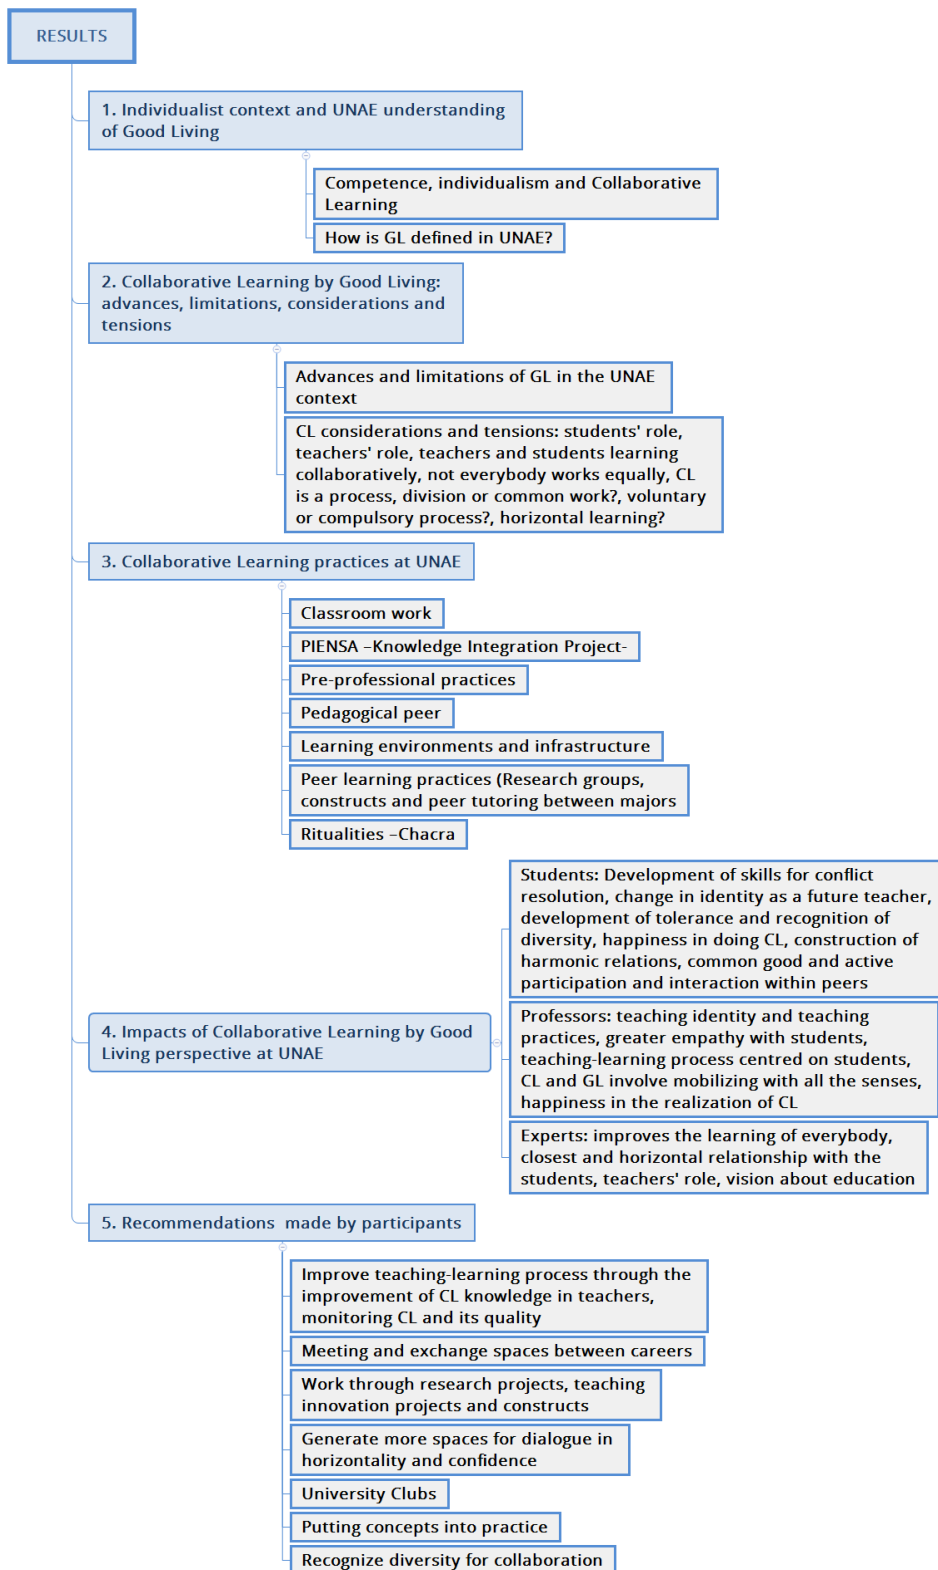 RESULTS
1. Individualist context and UNAE understanding
of Good Living
Competence, individualism and Collaborative
Learning
How is GL defined in UNAE?
2. Collaborative Learning by Good Living:
advances, limitations, considerations and
tensions
Advances and limitations of GL in the UNAE
context
CL considerations and tensions: students' role,
teachers' role, teachers and students learning
collaboratively, not everybody works equally, CL
is a process, division or common work?, voluntary
or compulsory process?, horizontal learning?
3. Collaborative Learning practices at UNAE
Classroom work
PIENSA –Knowledge Integration Project-
Pre-professional practices
Pedagogical peer
Learning environments and infrastructure
Peer learning practices (Research groups,
constructs and peer tutoring between majors
Ritualities –Chacra
4. Impacts of Collaborative Learning by Good
Living perspective at UNAE
Students: Development of skills for conflict
resolution, change in identity as a future teacher,
development of tolerance and recognition of
diversity, happiness in doing CL, construction of
harmonic relations, common good and active
participation and interaction within peers
Professors: teaching identity and teaching
practices, greater empathy with students,
teaching-learning process centred on students,
CL and GL involve mobilizing with all the senses,
happiness in the realization of CL
Experts: improves the learning of everybody,
closest and horizontal relationship with the
students, teachers' role, vision about education
5. Recommendations  made by participants
Improve teaching-learning process through the
improvement of CL knowledge in teachers,
monitoring CL and its quality
Meeting and exchange spaces between careers
Work through research projects, teaching
innovation projects and constructs
Generate more spaces for dialogue in
horizontality and confidence
University Clubs
Putting concepts into practice
Recognize diversity for collaboration